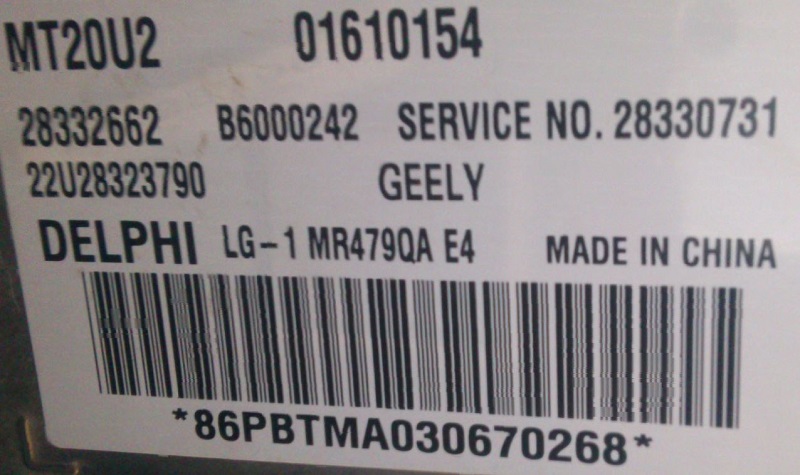 MT20U2 01610154
28332662 B6000242 SERVICE NO. 28330731
22U28323790 GEELY
DELPHI LG-1 MR479QA E4 MADE IN CHINA
*86PBTMA030670268*